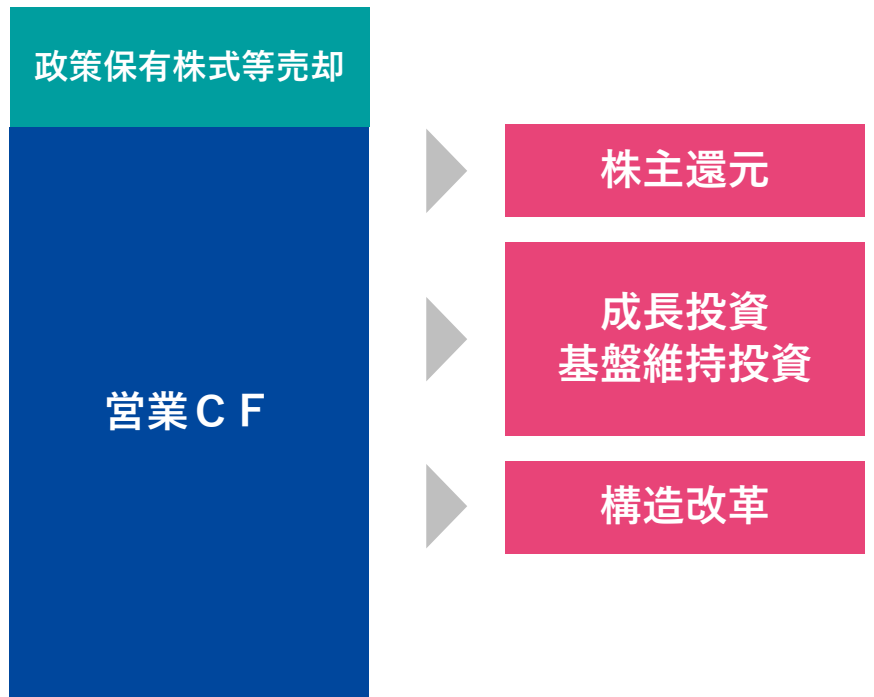 政策保有株式等売却
営業ＣＦ
株主還元
成長投資
基盤維持投資
構造改革